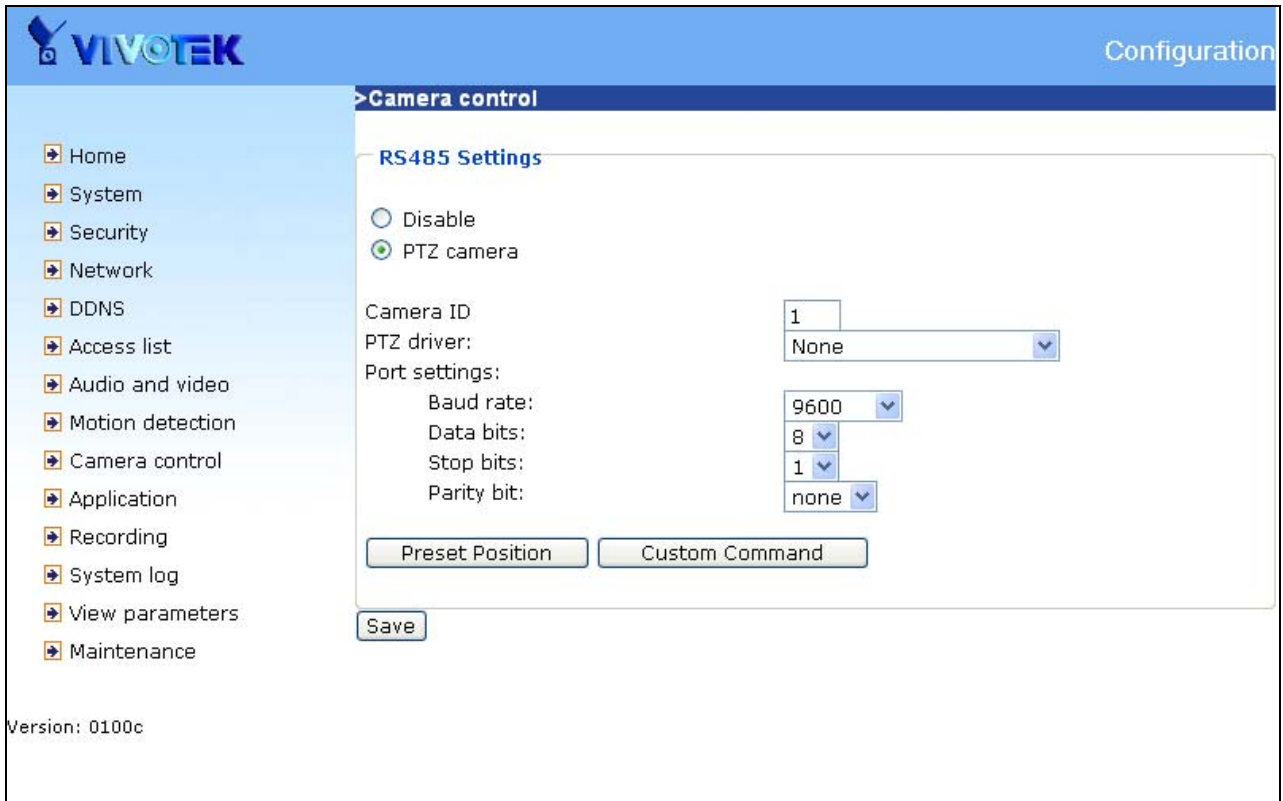 VIVOTEK
Configuration
>Camera control
Home
System
Security
Network
DDNS
Access list
Audio and video
Motion detection
Camera control
Application
Recording
System log
View parameters
Maintenance
Version: 0100c
RS485 Settings
Disable
PTZ camera
Camera ID 1
PTZ driver: None
Port settings:
Baud rate: 9600
Data bits: 8
Stop bits: 1
Parity bit: none
Preset Position Custom Command
Save